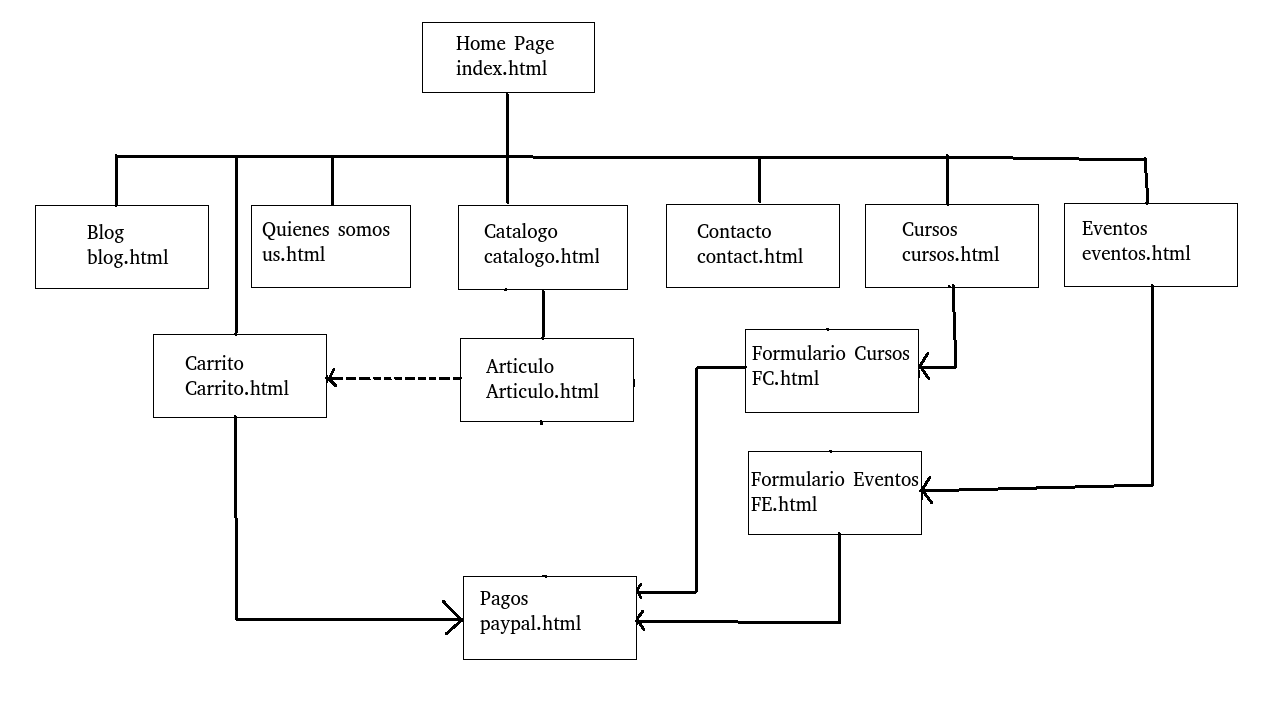 Home Page
index.html
Blog
blog.html
Quienes somos
us.html
Catalogo
catalogo.html
Contacto
contact.html
Cursos
cursos.html
Eventos
eventos.html
Carrito
Carrito.html
Articulo
Articulo.html
Formulario Cursos
FC.html
Formulario Eventos
FE.html
Pagos
paypal.html